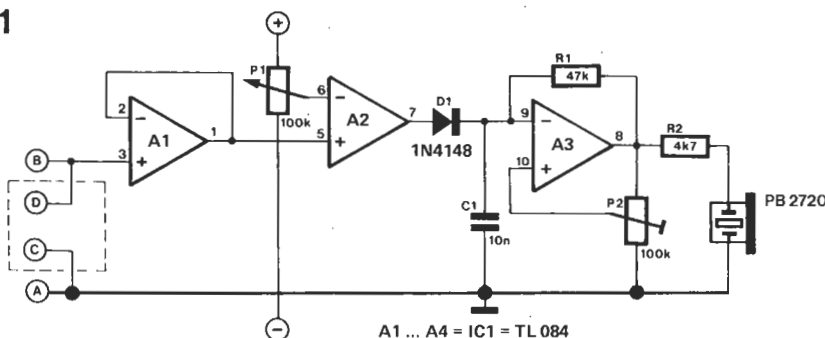 1
+
P1
100k
2
3
1
A1
6
5
7
A2
D1
1N4148
R1
47k
9
10
8
A3
R2
4k7
C1
10n
P2
100k
PB 2720
B
D
C
A
−
A1 ... A4 = IC1 = TL 084